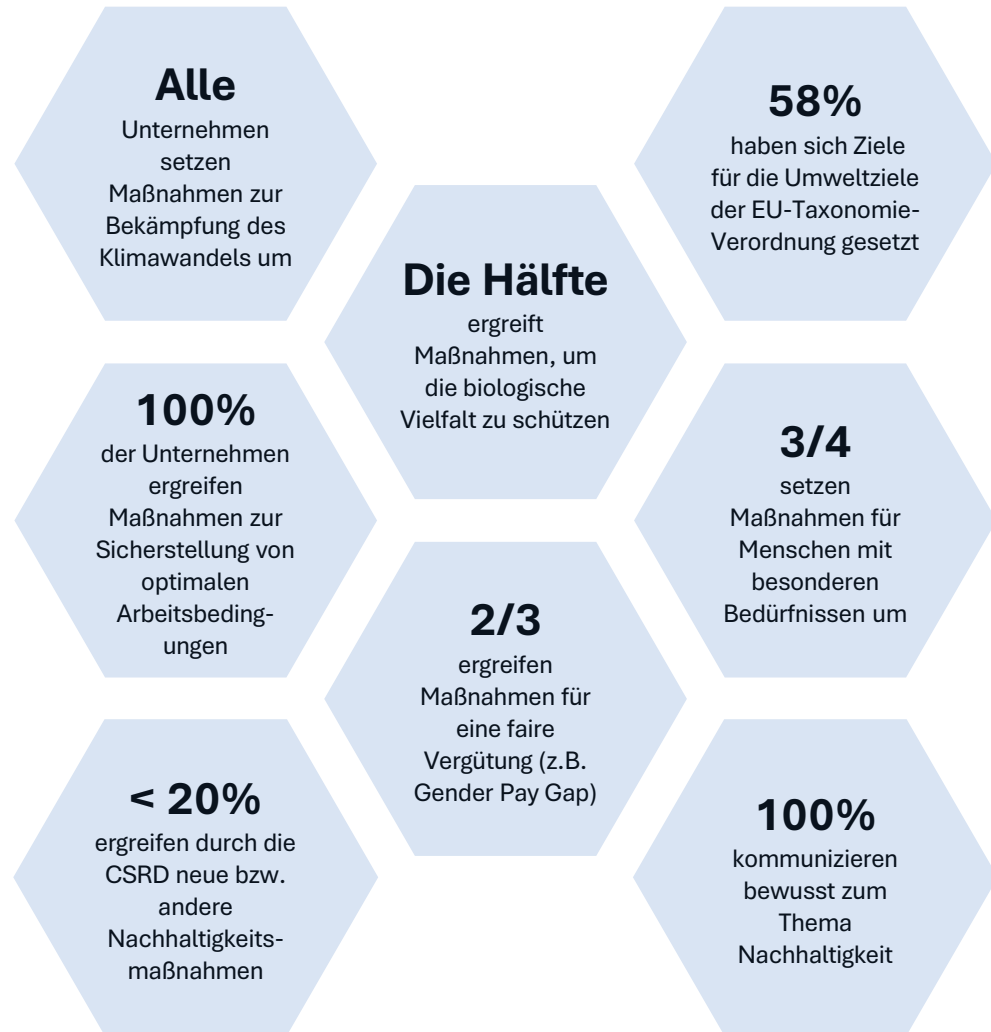 Alle
Unternehmen
setzen
Maßnahmen zur
Bekämpfung des
Klimawandels um
58%
haben sich Ziele
für die Umweltziele
der EU-Taxonomie-
Verordnung gesetzt
Die Hälfte
ergreift
Maßnahmen, um
die biologische
Vielfalt zu schützen
100%
der Unternehmen
ergreifen
Maßnahmen zur
Sicherstellung von
optimalen
Arbeitsbeding-
ungen
3/4
setzen
Maßnahmen für
Menschen mit
besonderen
Bedürfnissen um
2/3
ergreifen
Maßnahmen für
eine faire
Vergütung (z.B.
Gender Pay Gap)
< 20%
ergreifen durch die
CSRD neue bzw.
andere
Nachhaltigkeits-
maßnahmen
100%
kommunizieren
bewusst zum
Thema
Nachhaltigkeit